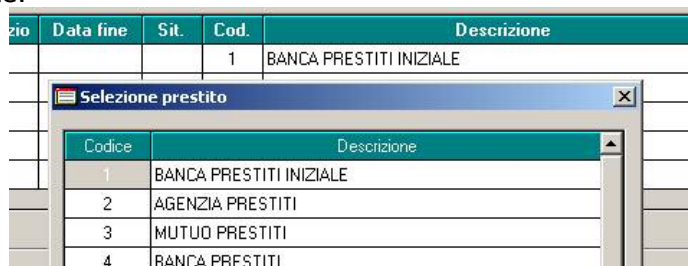 zio Data fine Sit. Cod. Descrizione
1 BANCA PRESTITI INIZIALE
Selezione prestito
Codice Descrizione
1 BANCA PRESTITI INIZIALE
2 AGENZIA PRESTITI
3 MUTUO PRESTITI
4 BANCA PRESTITI